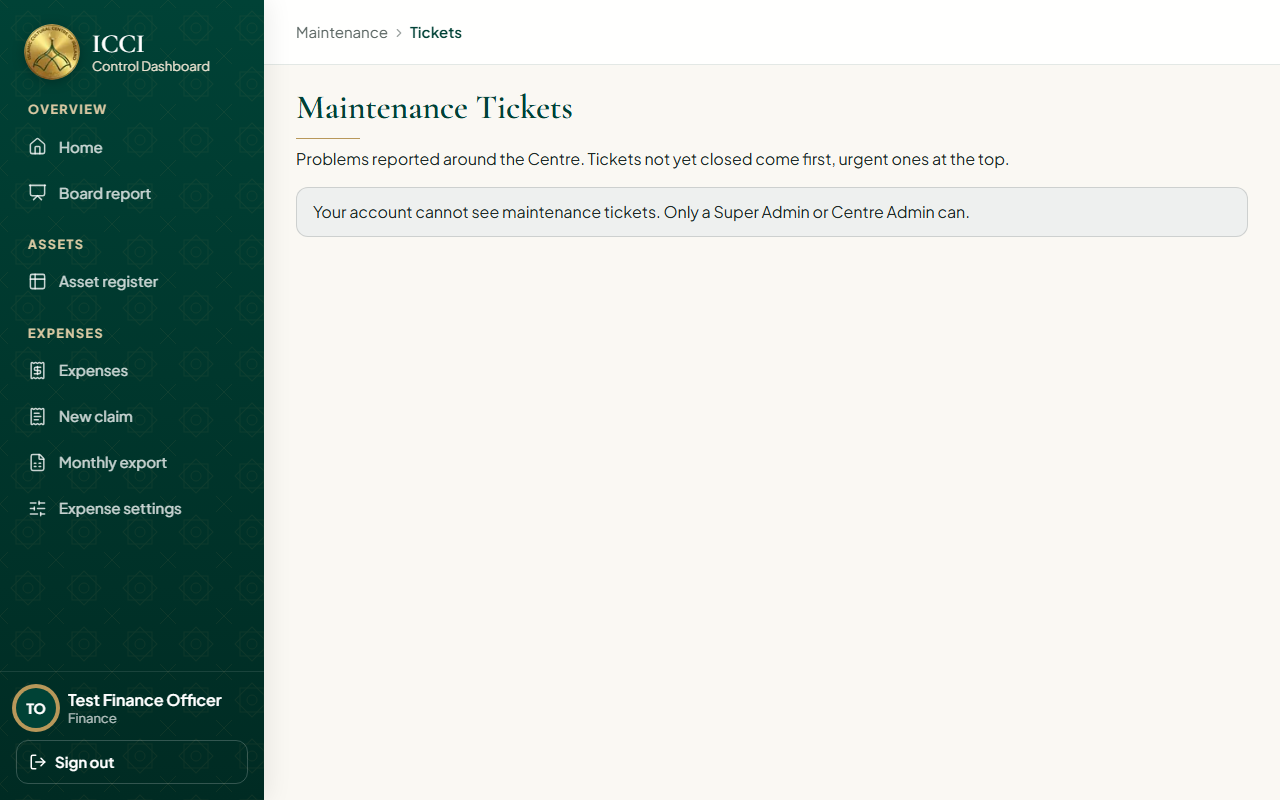 ICCI
Control Dashboard
OVERVIEW
Home
Board report
ASSETS
Asset register
EXPENSES
Expenses
New claim
Monthly export
Expense settings
TO
Test Finance Officer
Finance
Sign out
Maintenance › Tickets
Maintenance Tickets
Problems reported around the Centre. Tickets not yet closed come first, urgent ones at the top.
Your account cannot see maintenance tickets. Only a Super Admin or Centre Admin can.